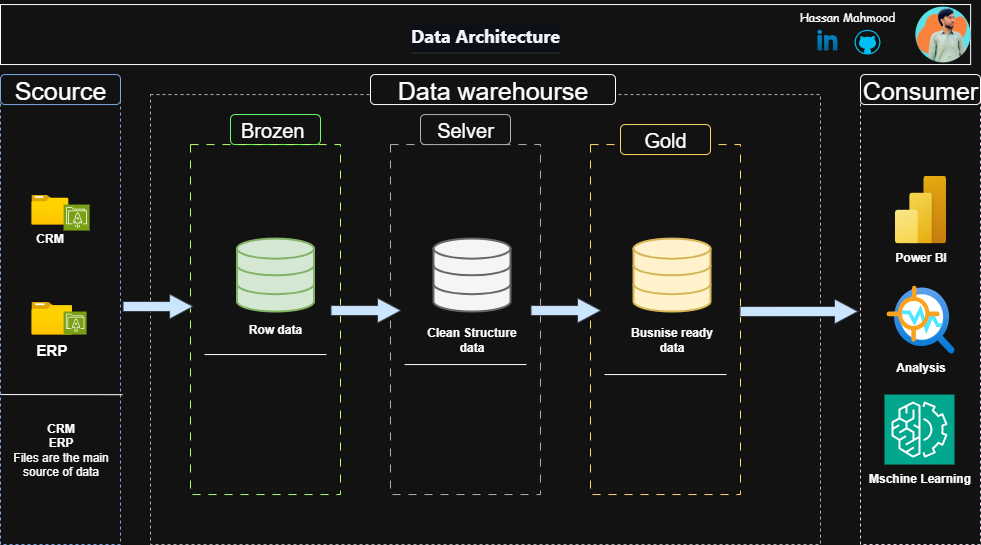 Hassan Mahmood
Data Architecture
in
Scource
Data warehourse
Consumer
Brozen
Selver
Gold
CRM
ERP
Row data
Clean Structure
data
Busnise ready
data
Power BI
Analysis
Mschine Learning
CRM
ERP
Files are the main
source of data